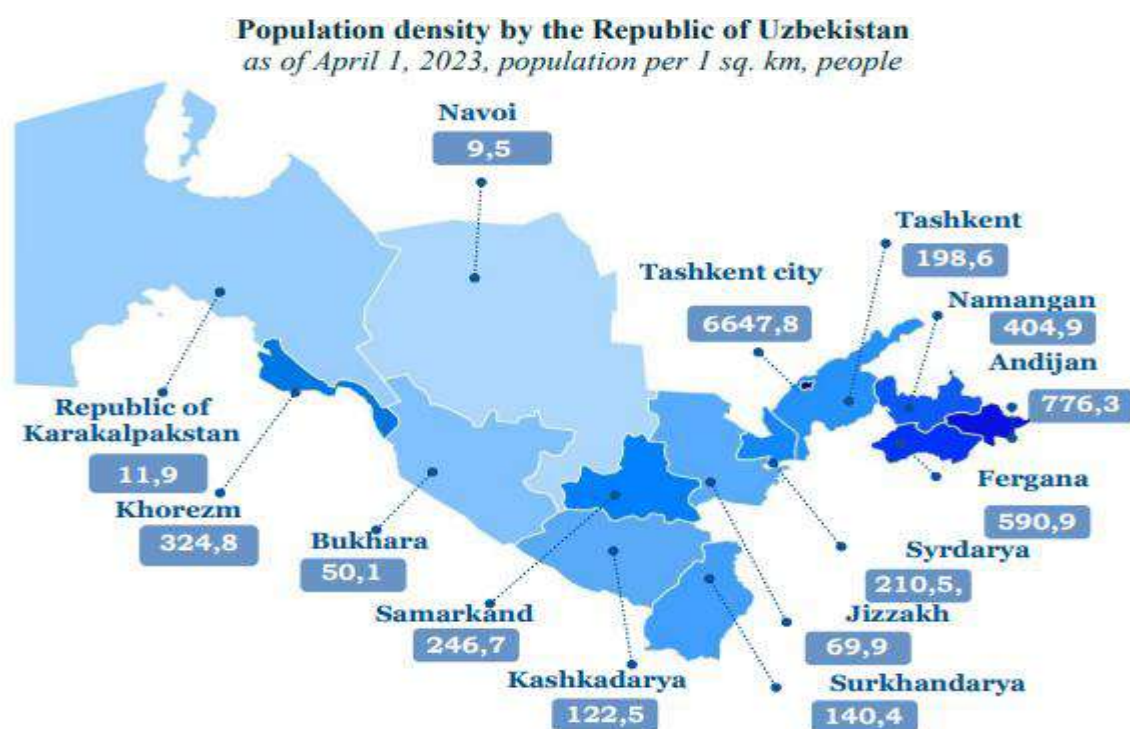 Population density by the Republic of Uzbekistan
as of April 1, 2023, population per 1 sq. km, people
Navoi
9,5
Tashkent
198,6
Tashkent city
6647,8
Namangan
404,9
Andijan
776,3
Republic of
Karakalpakstan
11,9
Khorezm
324,8
Bukhara
50,1
Samarkand
246,7
Kashkadarya
122,5
Fergana
590,9
Syrdarya
210,5,
Jizzakh
69,9
Surkhandarya
140,4